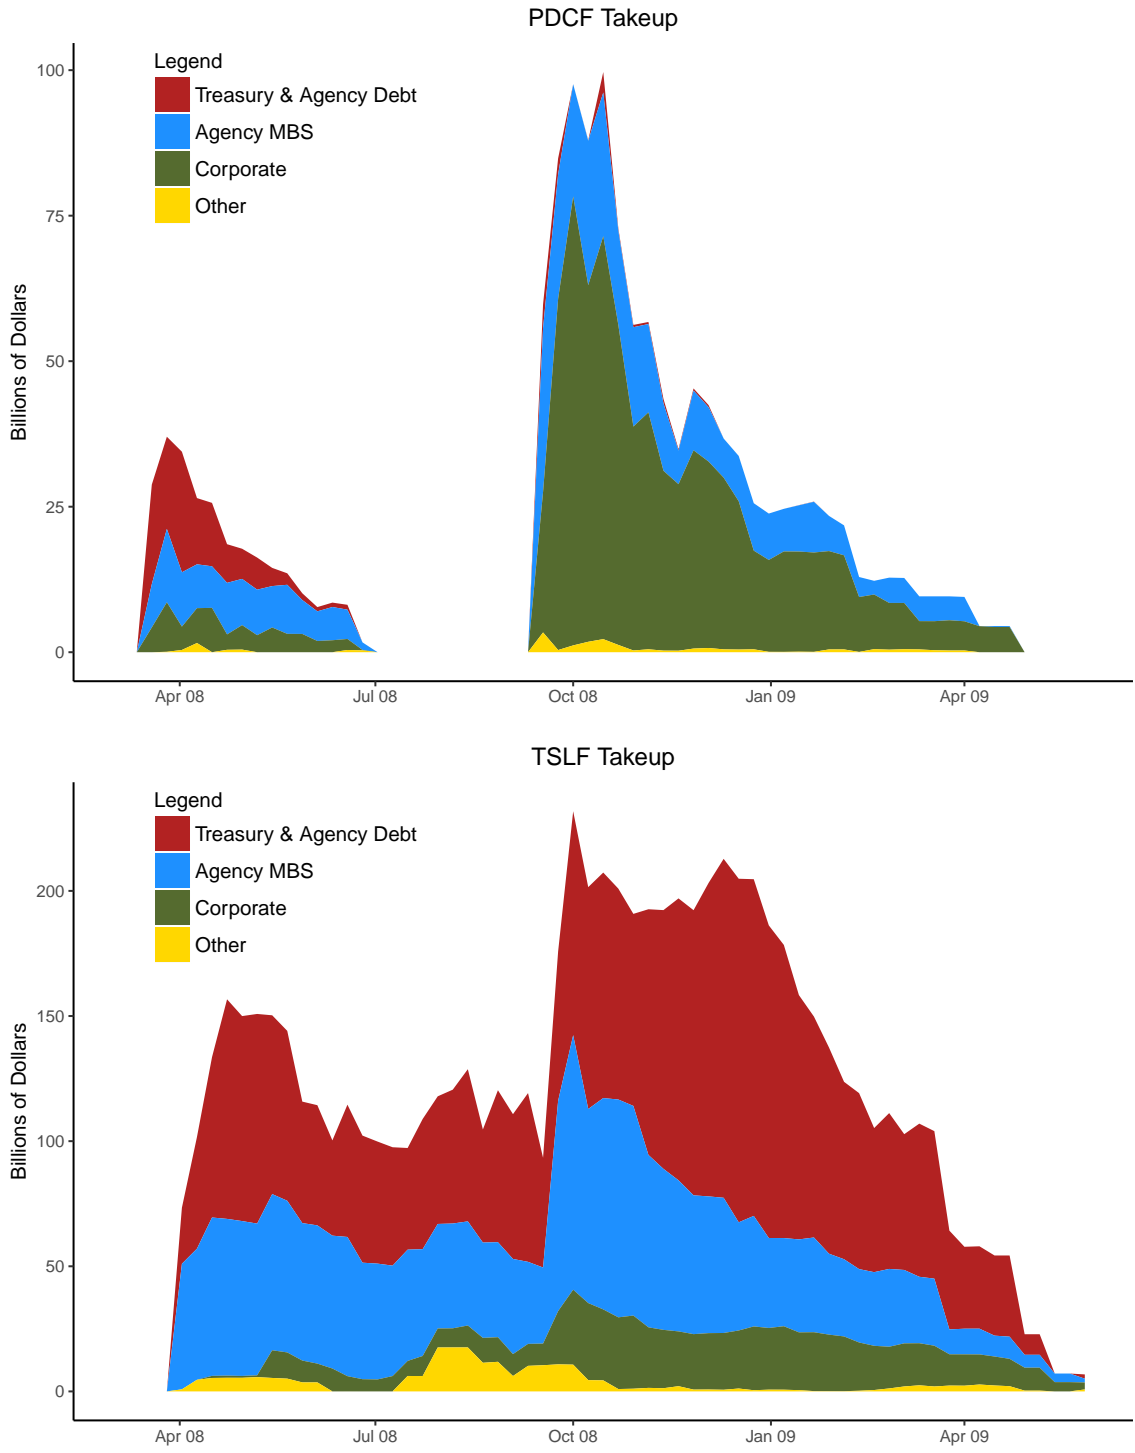 PDCF Takeup
Legend
Treasury & Agency Debt
Agency MBS
Corporate
Other
Billions of Dollars
100
75
50
25
0
Apr 08 Jul 08 Oct 08 Jan 09 Apr 09
TSLF Takeup
Legend
Treasury & Agency Debt
Agency MBS
Corporate
Other
Billions of Dollars
200
150
100
50
0
Apr 08 Jul 08 Oct 08 Jan 09 Apr 09